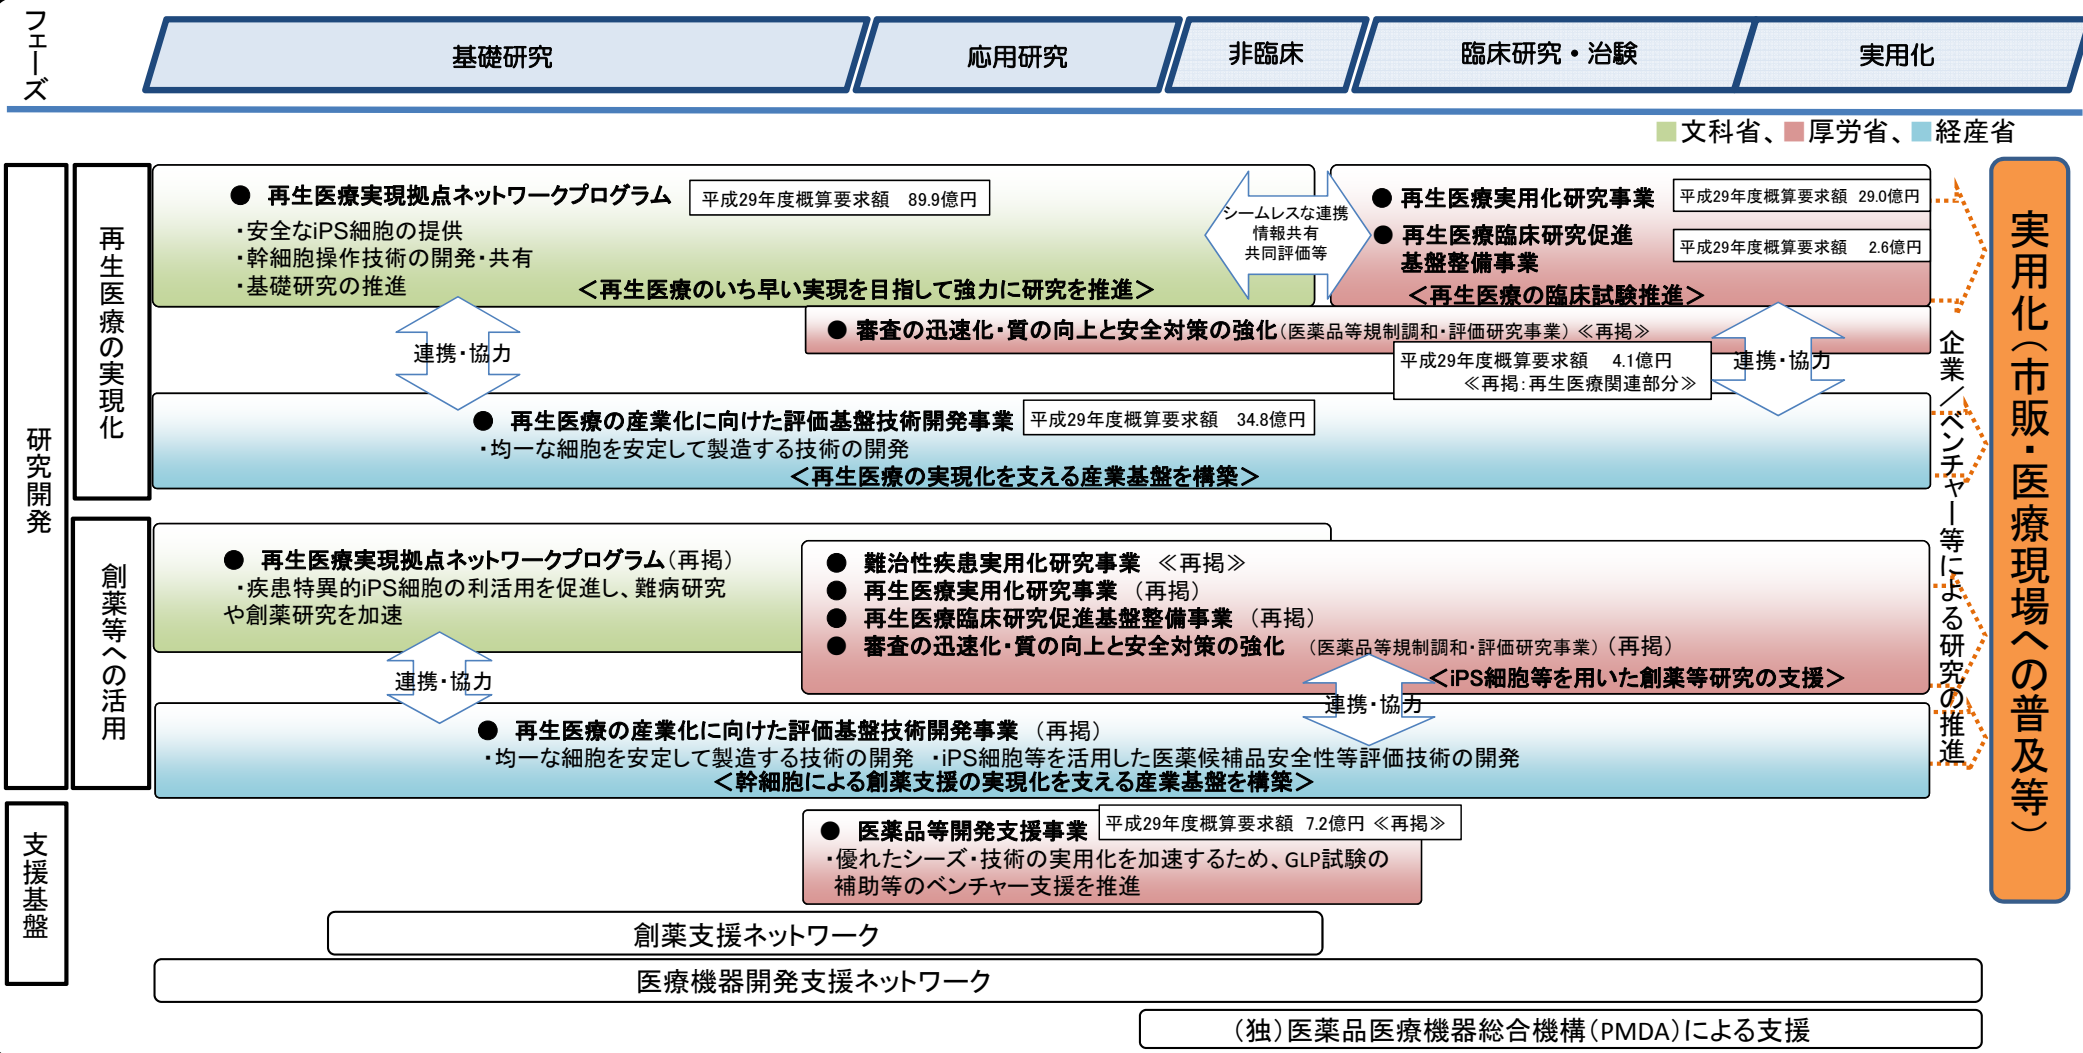 フェーズ
基礎研究
応用研究
非臨床
臨床研究・治験
実用化
■文科省、■厚労省、■経産省
研究開発
再生医療の実現化
● 再生医療実現拠点ネットワークプログラム
平成29年度概算要求額　89.9億円
・安全なiPS細胞の提供
・幹細胞操作技術の開発・共有
・基礎研究の推進
＜再生医療のいち早い実現を目指して強力に研究を推進＞
シームレスな連携
情報共有
共同評価等
● 再生医療実用化研究事業
平成29年度概算要求額　29.0億円
● 再生医療臨床研究促進
基盤整備事業
平成29年度概算要求額　2.6億円
＜再生医療の臨床試験推進＞
● 審査の迅速化・質の向上と安全対策の強化(医薬品等規制調和・評価研究事業)≪再掲≫
平成29年度概算要求額　4.1億円
≪再掲：再生医療関連部分≫
連携・協力
連携・協力
● 再生医療の産業化に向けた評価基盤技術開発事業
平成29年度概算要求額　34.8億円
・均一な細胞を安定して製造する技術の開発
＜再生医療の実現化を支える産業基盤を構築＞
創薬等への活用
● 再生医療実現拠点ネットワークプログラム（再掲）
・疾患特異的iPS細胞の利活用を促進し、難病研究
や創薬研究を加速
● 難治性疾患実用化研究事業 ≪再掲≫
● 再生医療実用化研究事業 （再掲）
● 再生医療臨床研究促進基盤整備事業 （再掲）
● 審査の迅速化・質の向上と安全対策の強化 (医薬品等規制調和・評価研究事業)（再掲）
＜iPS細胞等を用いた創薬等研究の支援＞
連携・協力
連携・協力
● 再生医療の産業化に向けた評価基盤技術開発事業 （再掲）
・均一な細胞を安定して製造する技術の開発 ・iPS細胞等を活用した医薬候補品安全性等評価技術の開発
＜幹細胞による創薬支援の実現化を支える産業基盤を構築＞
企業／ベンチャー等による研究の推進
実用化（市販・医療現場への普及等）
支援基盤
● 医薬品等開発支援事業
平成29年度概算要求額　7.2億円 ≪再掲≫
・優れたシーズ・技術の実用化を加速するため、GLP試験の
補助等のベンチャー支援を推進
創薬支援ネットワーク
医療機器開発支援ネットワーク
（独）医薬品医療機器総合機構（PMDA）による支援